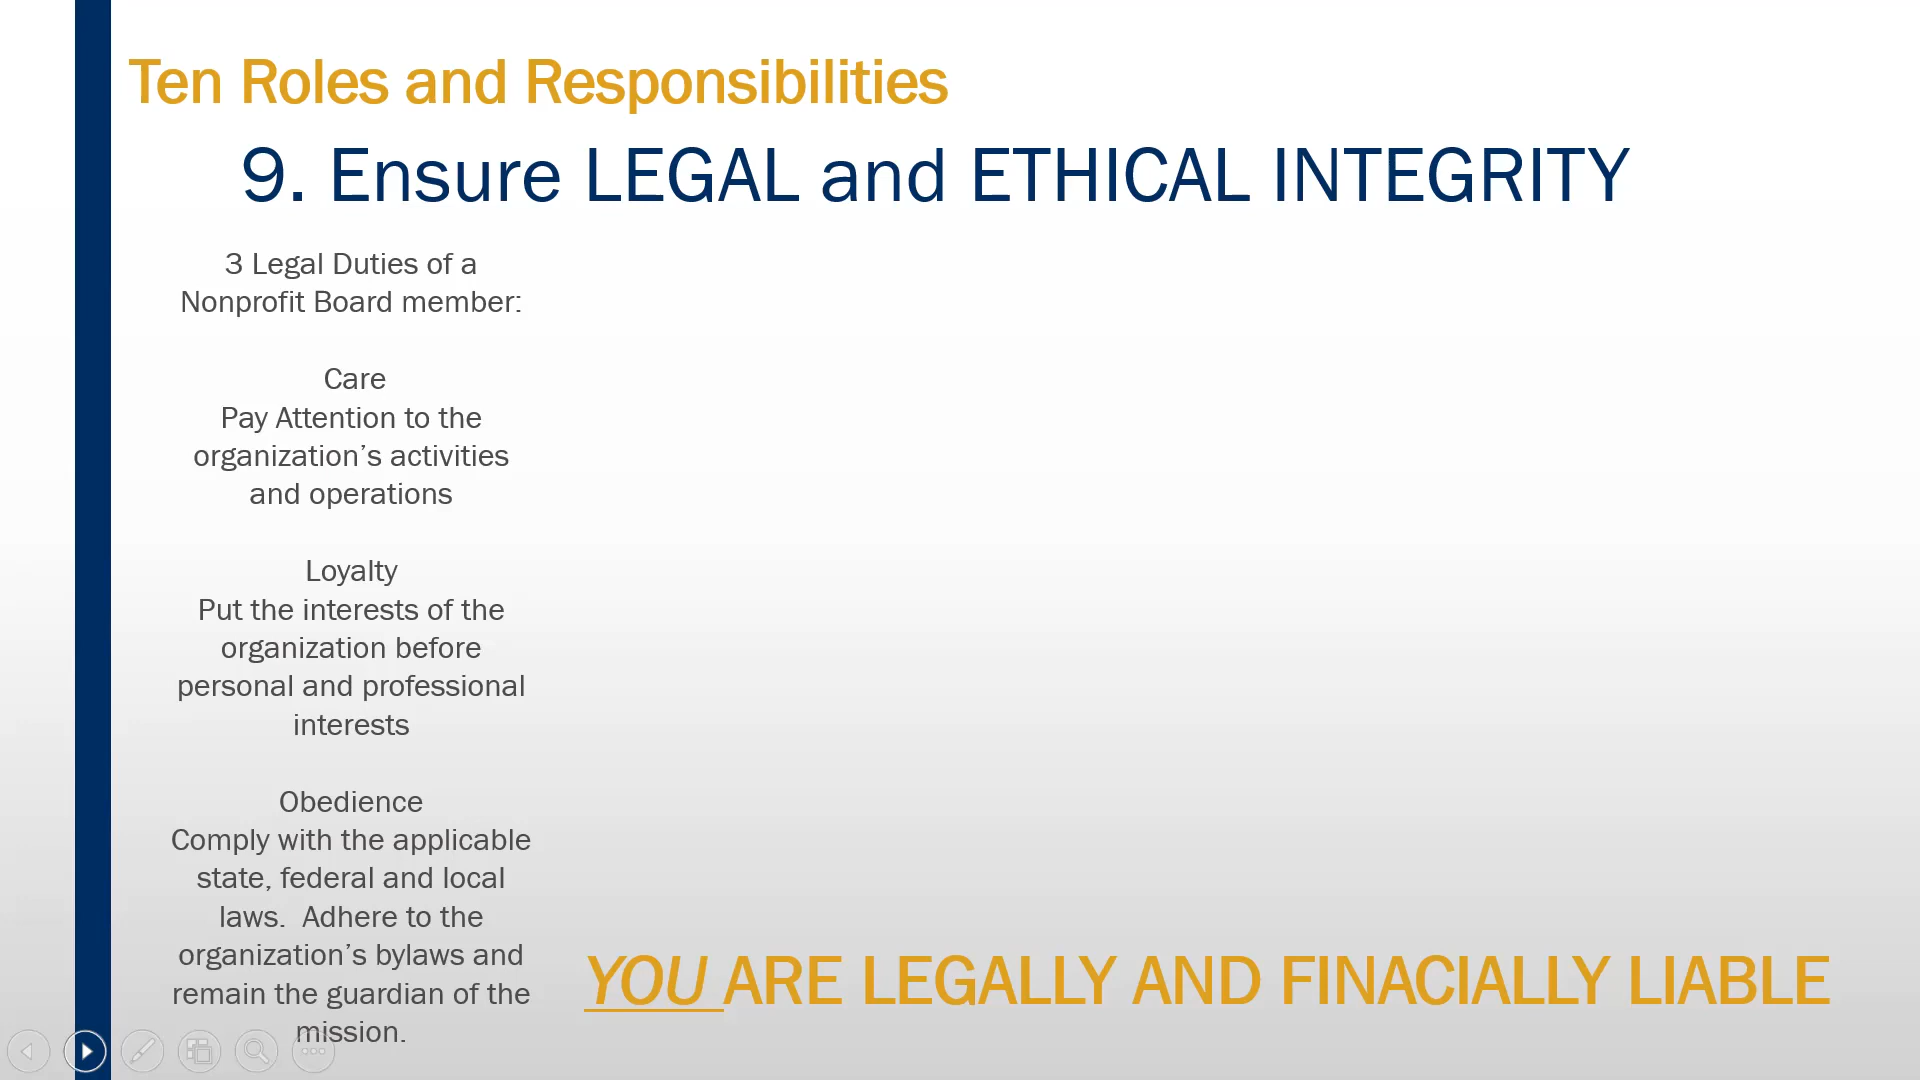 Ten Roles and Responsibilities
9. Ensure LEGAL and ETHICAL INTEGRITY
3 Legal Duties of a
Nonprofit Board member:
Care
Pay Attention to the
organization’s activities
and operations
Loyalty
Put the interests of the
organization before
personal and professional
interests
Obedience
Comply with the applicable
state, federal and local
laws.  Adhere to the
organization’s bylaws and
remain the guardian of the
mission.
YOU ARE LEGALLY AND FINACIALLY LIABLE